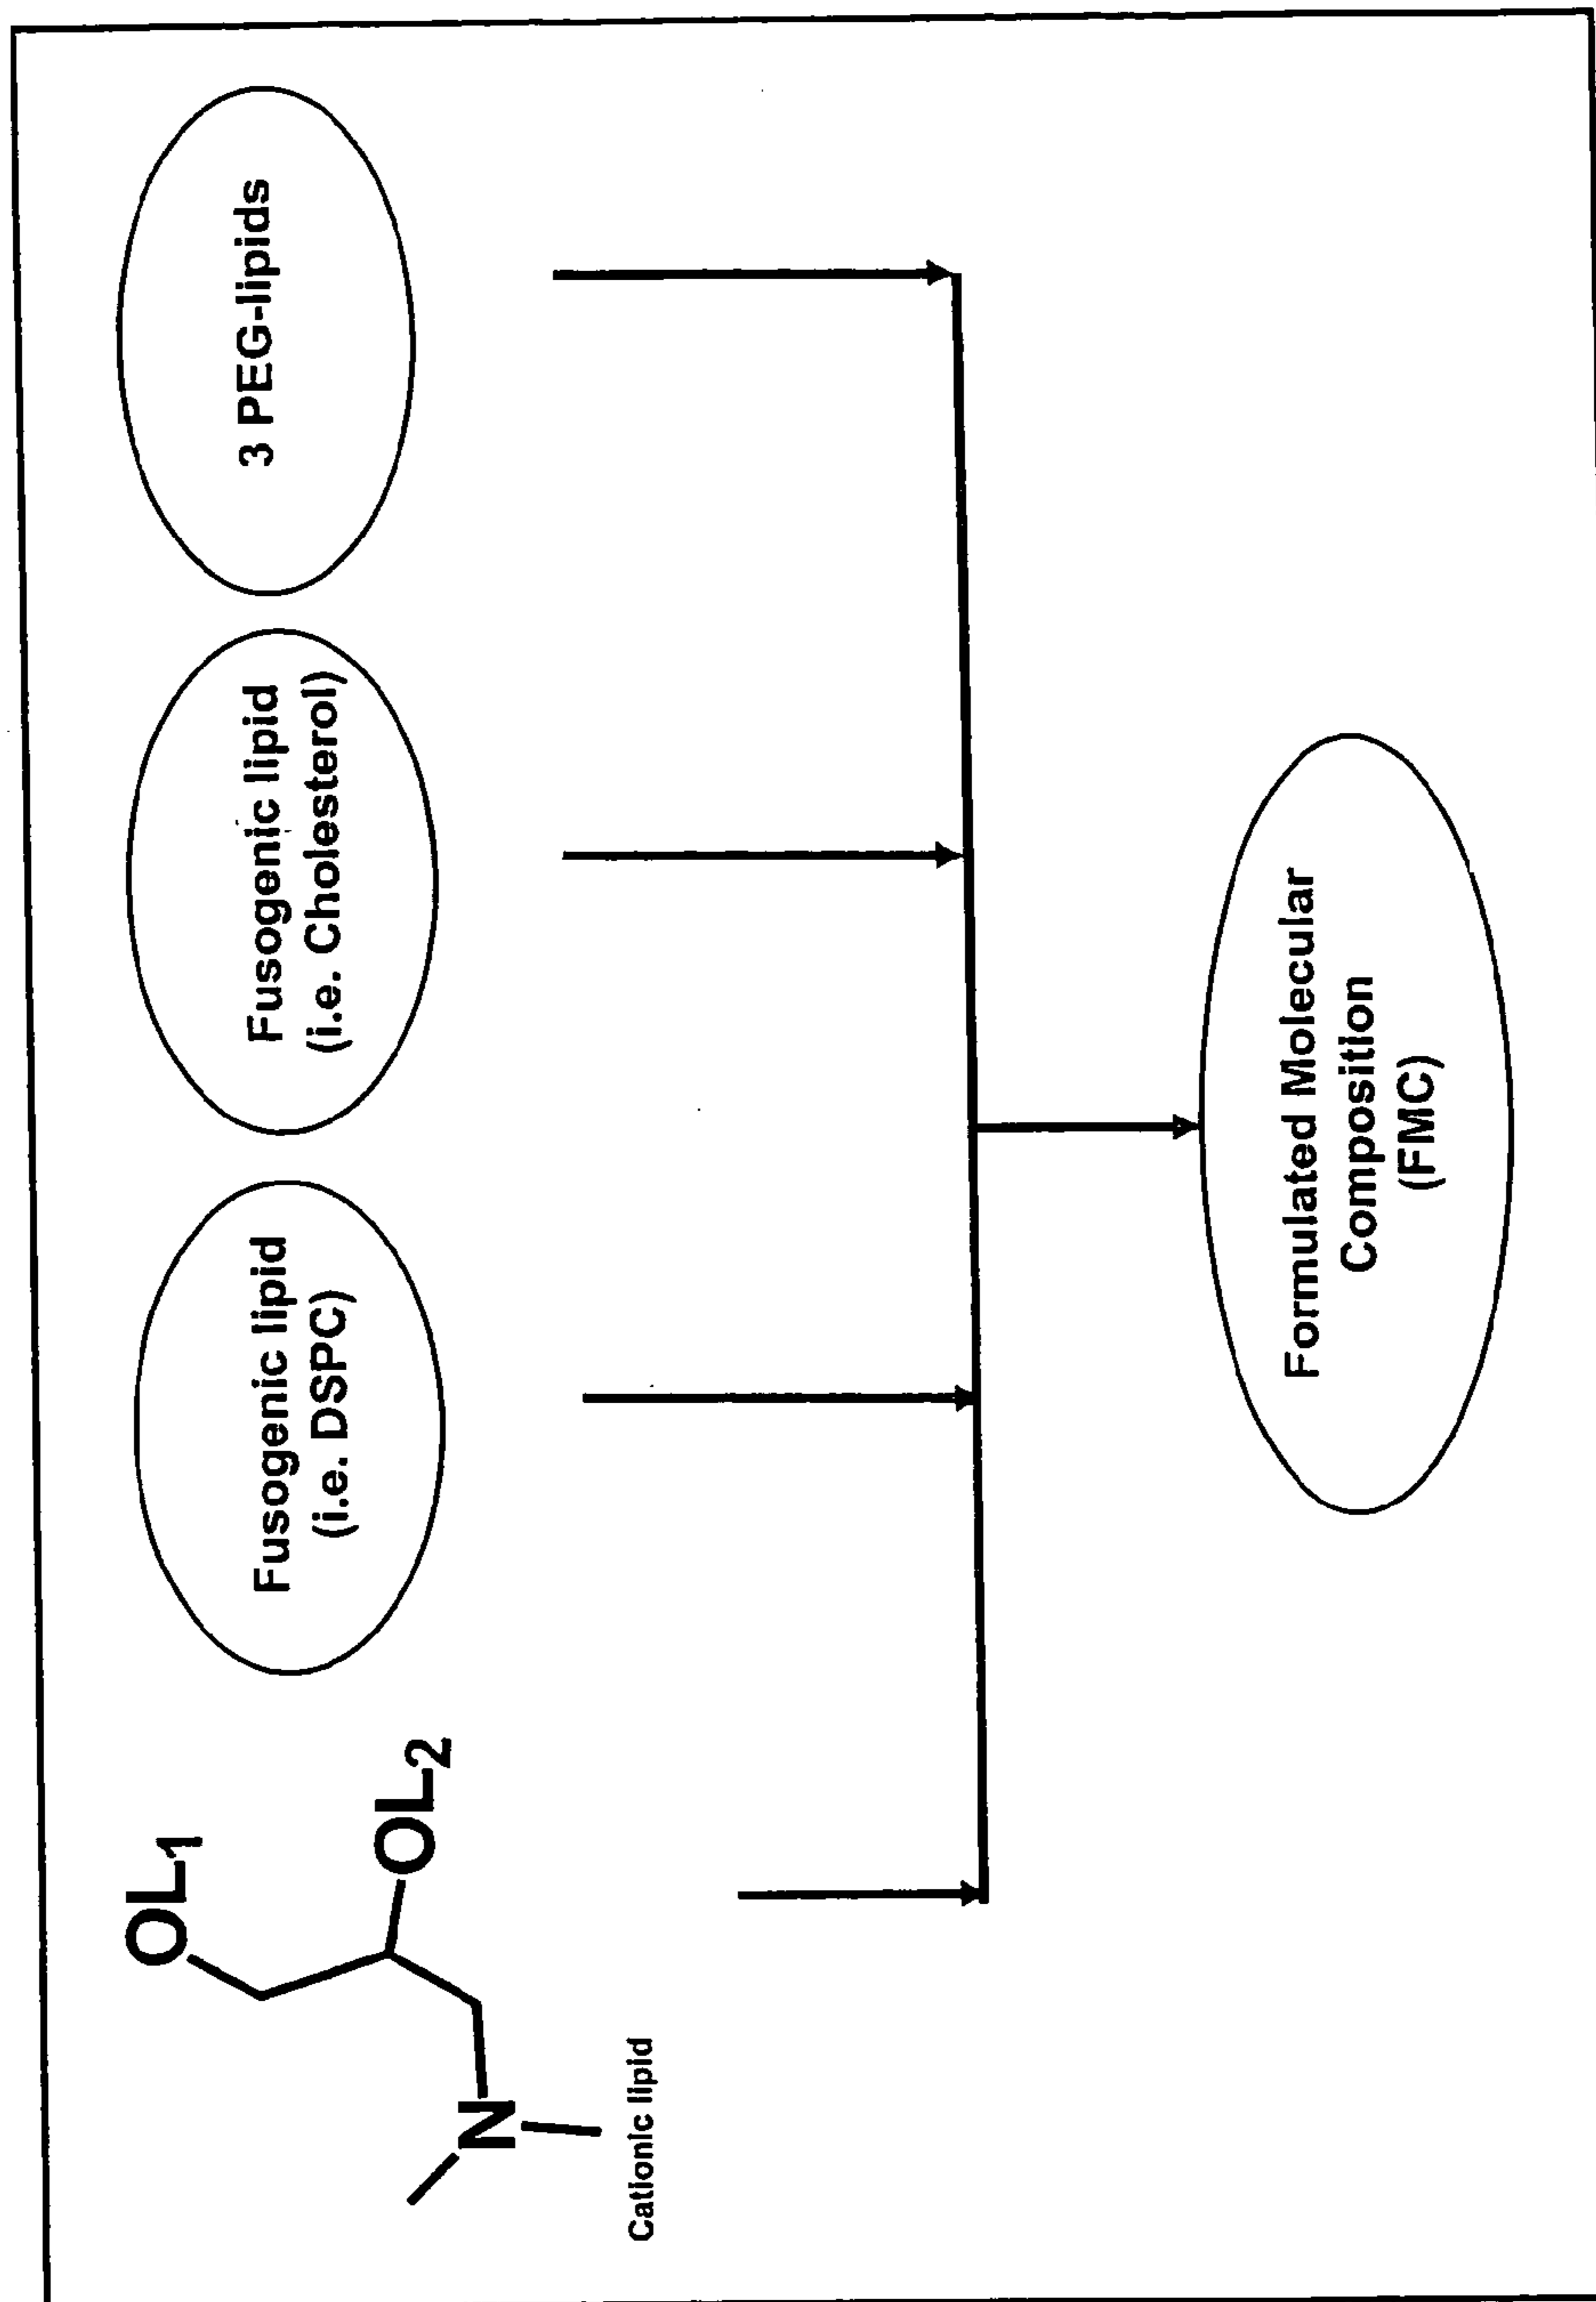 OL1
OL2
N
Cationic lipid
Fusogenic lipid
(i.e. DSPC)
Fusogenic lipid
(i.e. Cholesterol)
3 PEG-lipids
Formulated Molecular
Composition
(FMC)